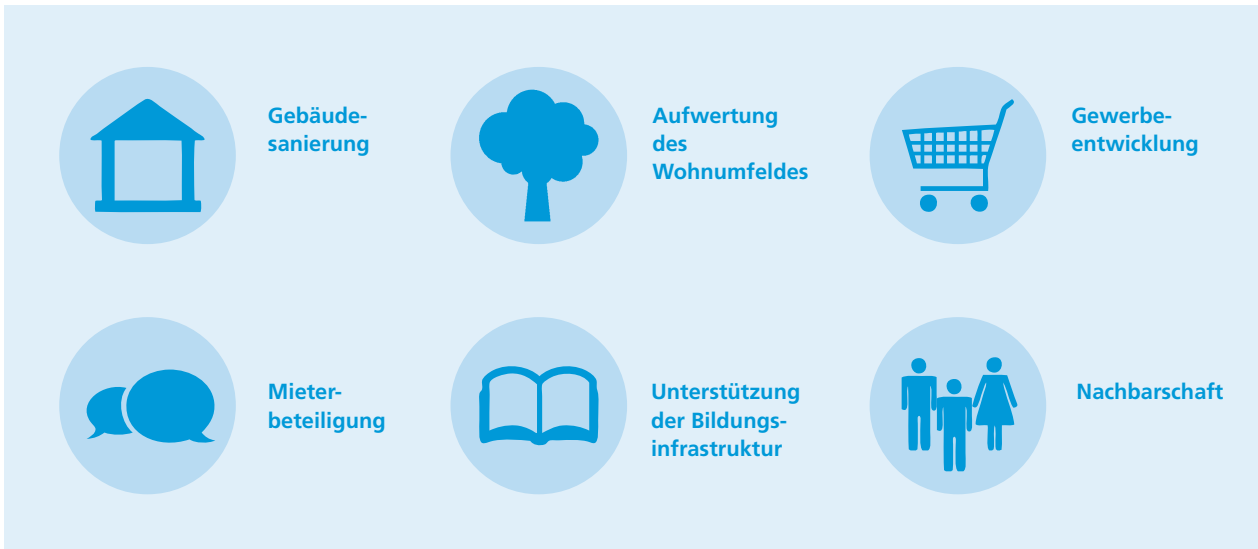 Gebäude-
sanierung
Aufwertung
des
Wohnumfeldes
Gewerbe-
entwicklung
Mieter-
beteiligung
Unterstützung
der Bildungs-
infrastruktur
Nachbarschaft